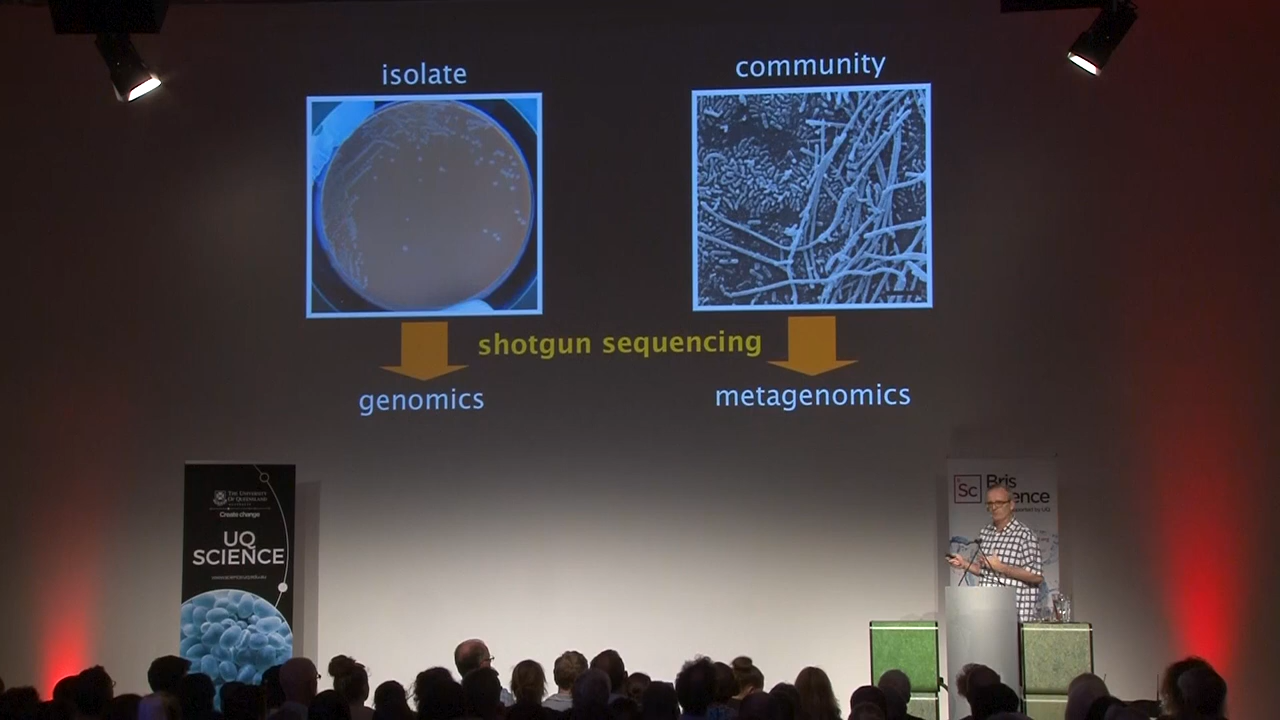 isolate
community
shotgun sequencing
genomics
metagenomics
THE UNIVERSITY
OF QUEENSLAND
Create change
UQ
SCIENCE
Sc
Bris
ence